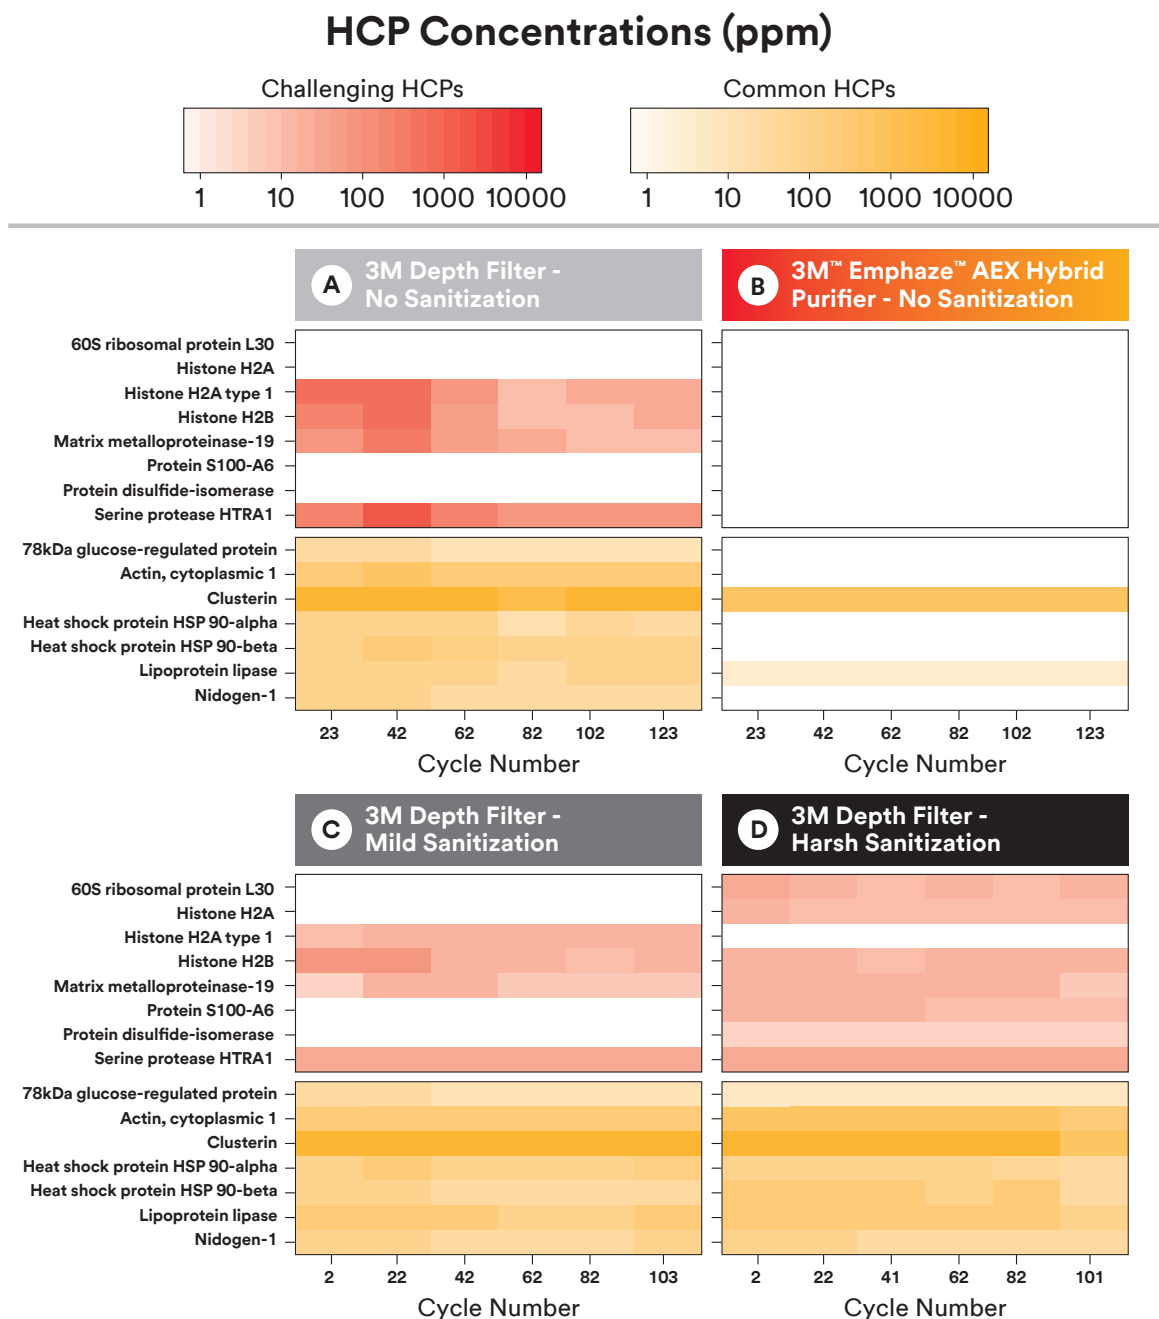 HCP Concentrations (ppm)
Challenging HCPs
Common HCPs
1 10 100 1000 10000
1 10 100 1000 10000
A 3M Depth Filter -
No Sanitization
B 3M™ Emphaze™ AEX Hybrid
Purifier - No Sanitization
60S ribosomal protein L30
Histone H2A
Histone H2A type 1
Histone H2B
Matrix metalloproteinase-19
Protein S100-A6
Protein disulfide-isomerase
Serine protease HTRA1
78kDa glucose-regulated protein
Actin, cytoplasmic 1
Clusterin
Heat shock protein HSP 90-alpha
Heat shock protein HSP 90-beta
Lipoprotein lipase
Nidogen-1
23 42 62 82 102 123
Cycle Number
23 42 62 82 102 123
Cycle Number
C 3M Depth Filter -
Mild Sanitization
D 3M Depth Filter -
Harsh Sanitization
60S ribosomal protein L30
Histone H2A
Histone H2A type 1
Histone H2B
Matrix metalloproteinase-19
Protein S100-A6
Protein disulfide-isomerase
Serine protease HTRA1
78kDa glucose-regulated protein
Actin, cytoplasmic 1
Clusterin
Heat shock protein HSP 90-alpha
Heat shock protein HSP 90-beta
Lipoprotein lipase
Nidogen-1
2 22 42 62 82 103
Cycle Number
2 22 41 62 82 101
Cycle Number